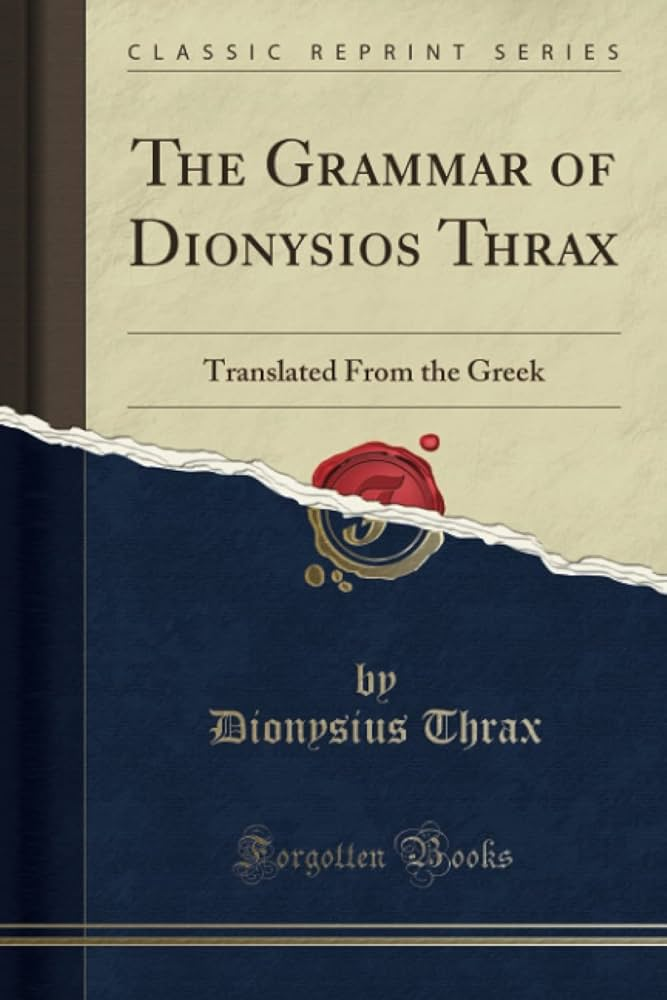 CLASSIC REPRINT SERIES
THE GRAMMAR OF
DIONYSIOS THRAX
Translated From the Greek
F
by
Dionysius Thrax
Forgotten Books